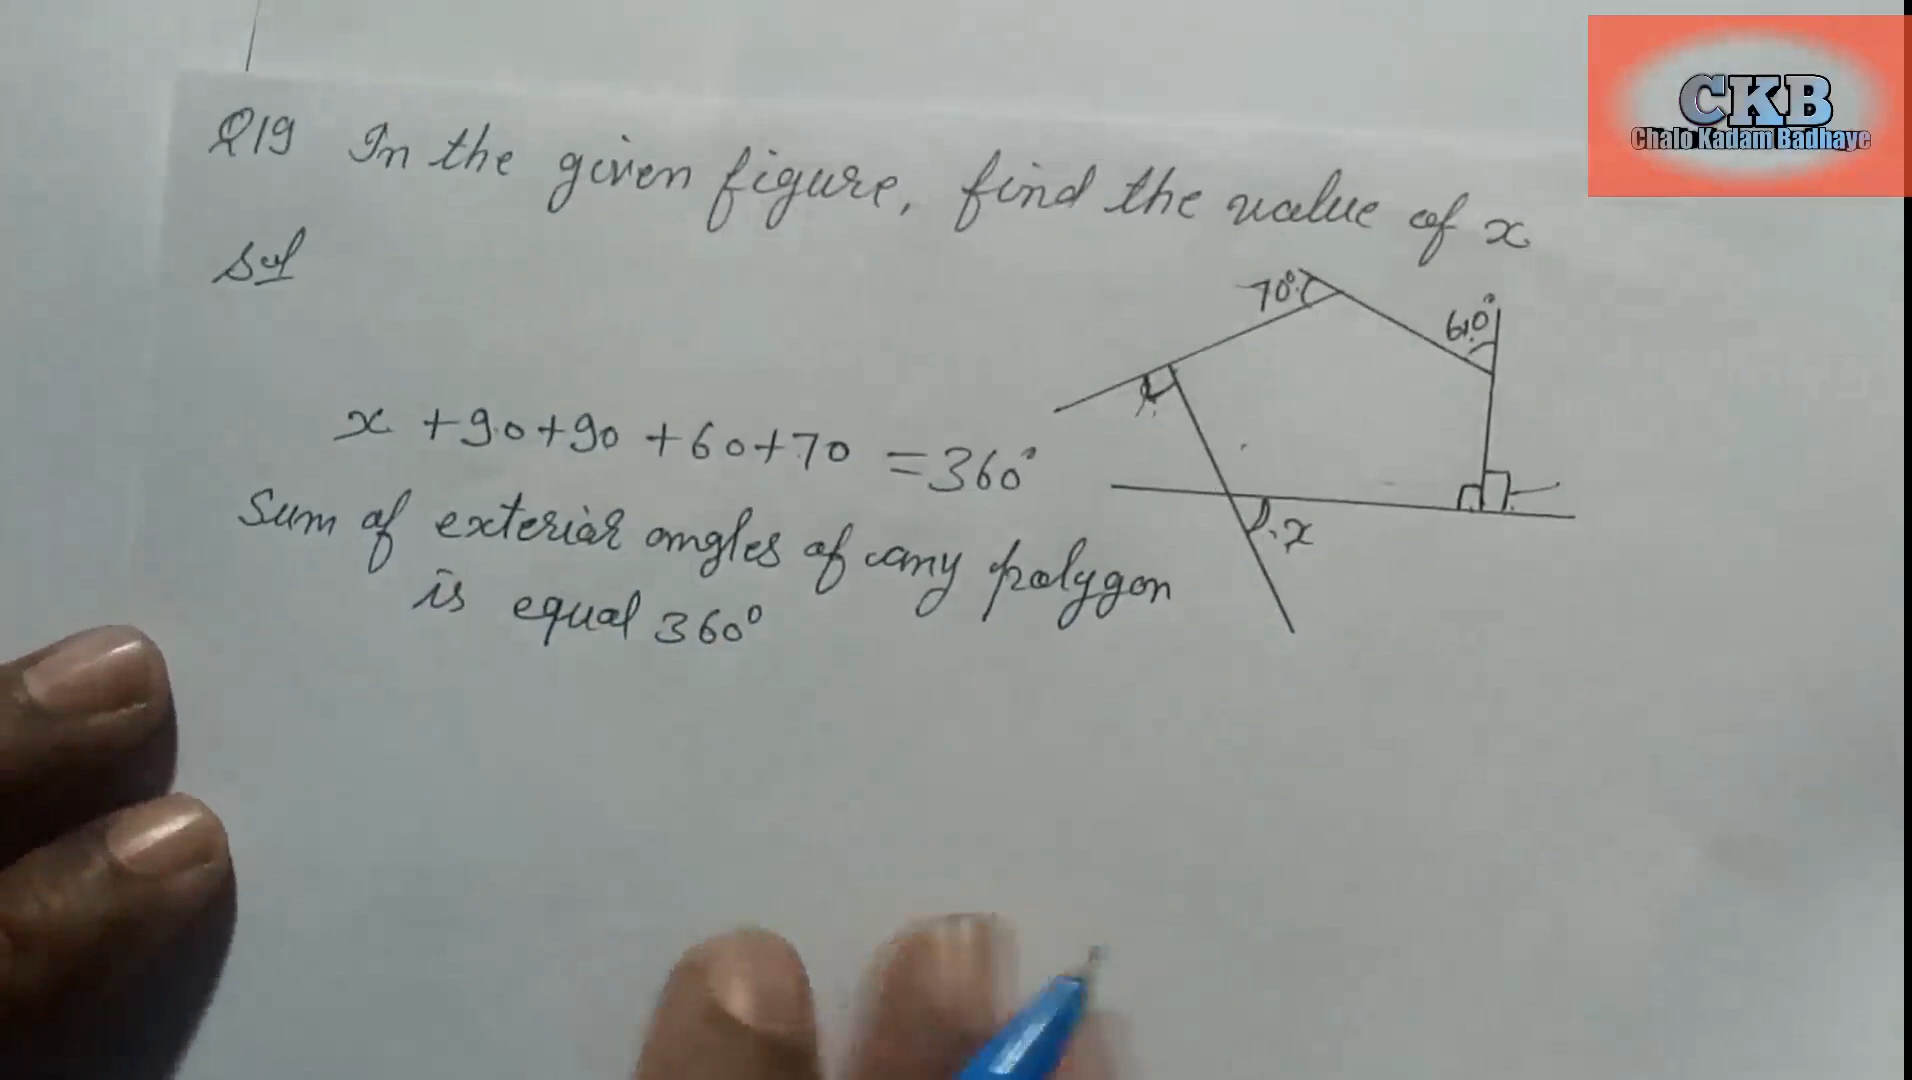 CKB
Chalo Kadam Badhaye
Q19 In the given figure, find the value of x
Sol
70°
60°
x + 90 + 90 + 60 + 70 = 360°
x
Sum of exterior angles of any polygon
is equal 360°